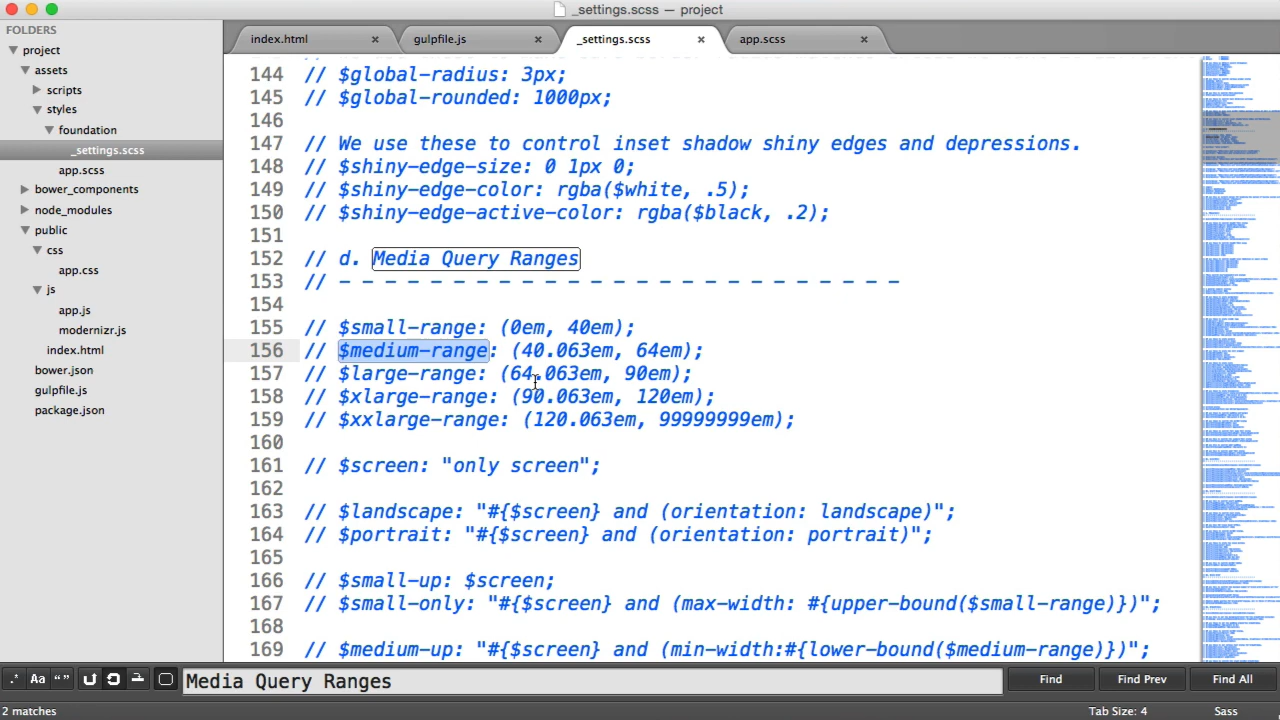 _settings.scss — project
FOLDERS
project
assets
scripts
styles
foundation
_settings.scss
app.scss
bower_components
node_modules
public
css
app.css
js
app.js
modernizr.js
index.html
bower.json
gulpfile.js
package.json
index.html ×
gulpfile.js ×
_settings.scss ×
app.scss ×
144 // $global-radius: 3px;
145 // $global-rounded: 1000px;
146
147 // We use these to control inset shadow shiny edges and depressions.
148 // $shiny-edge-size: 0 1px 0;
149 // $shiny-edge-color: rgba($white, .5);
150 // $shiny-edge-active-color: rgba($black, .2);
151
152 // d. Media Query Ranges
153 // - - - - - - - - - - - - - - - - - - - - - - - - -
154
155 // $small-range: (0em, 40em);
156 // $medium-range: (40.063em, 64em);
157 // $large-range: (64.063em, 90em);
158 // $xlarge-range: (90.063em, 120em);
159 // $xxlarge-range: (120.063em, 99999999em);
160
161 // $screen: "only screen";
162
163 // $landscape: "#{$screen} and (orientation: landscape)";
164 // $portrait: "#{$screen} and (orientation: portrait)";
165
166 // $small-up: $screen;
167 // $small-only: "#{$screen} and (max-width: #{upper-bound($small-range)})";
168
169 // $medium-up: "#{$screen} and (min-width:#{lower-bound($medium-range)})";
.* Aa “” Media Query Ranges Find Find Prev Find All
2 matches Tab Size: 4 Sass